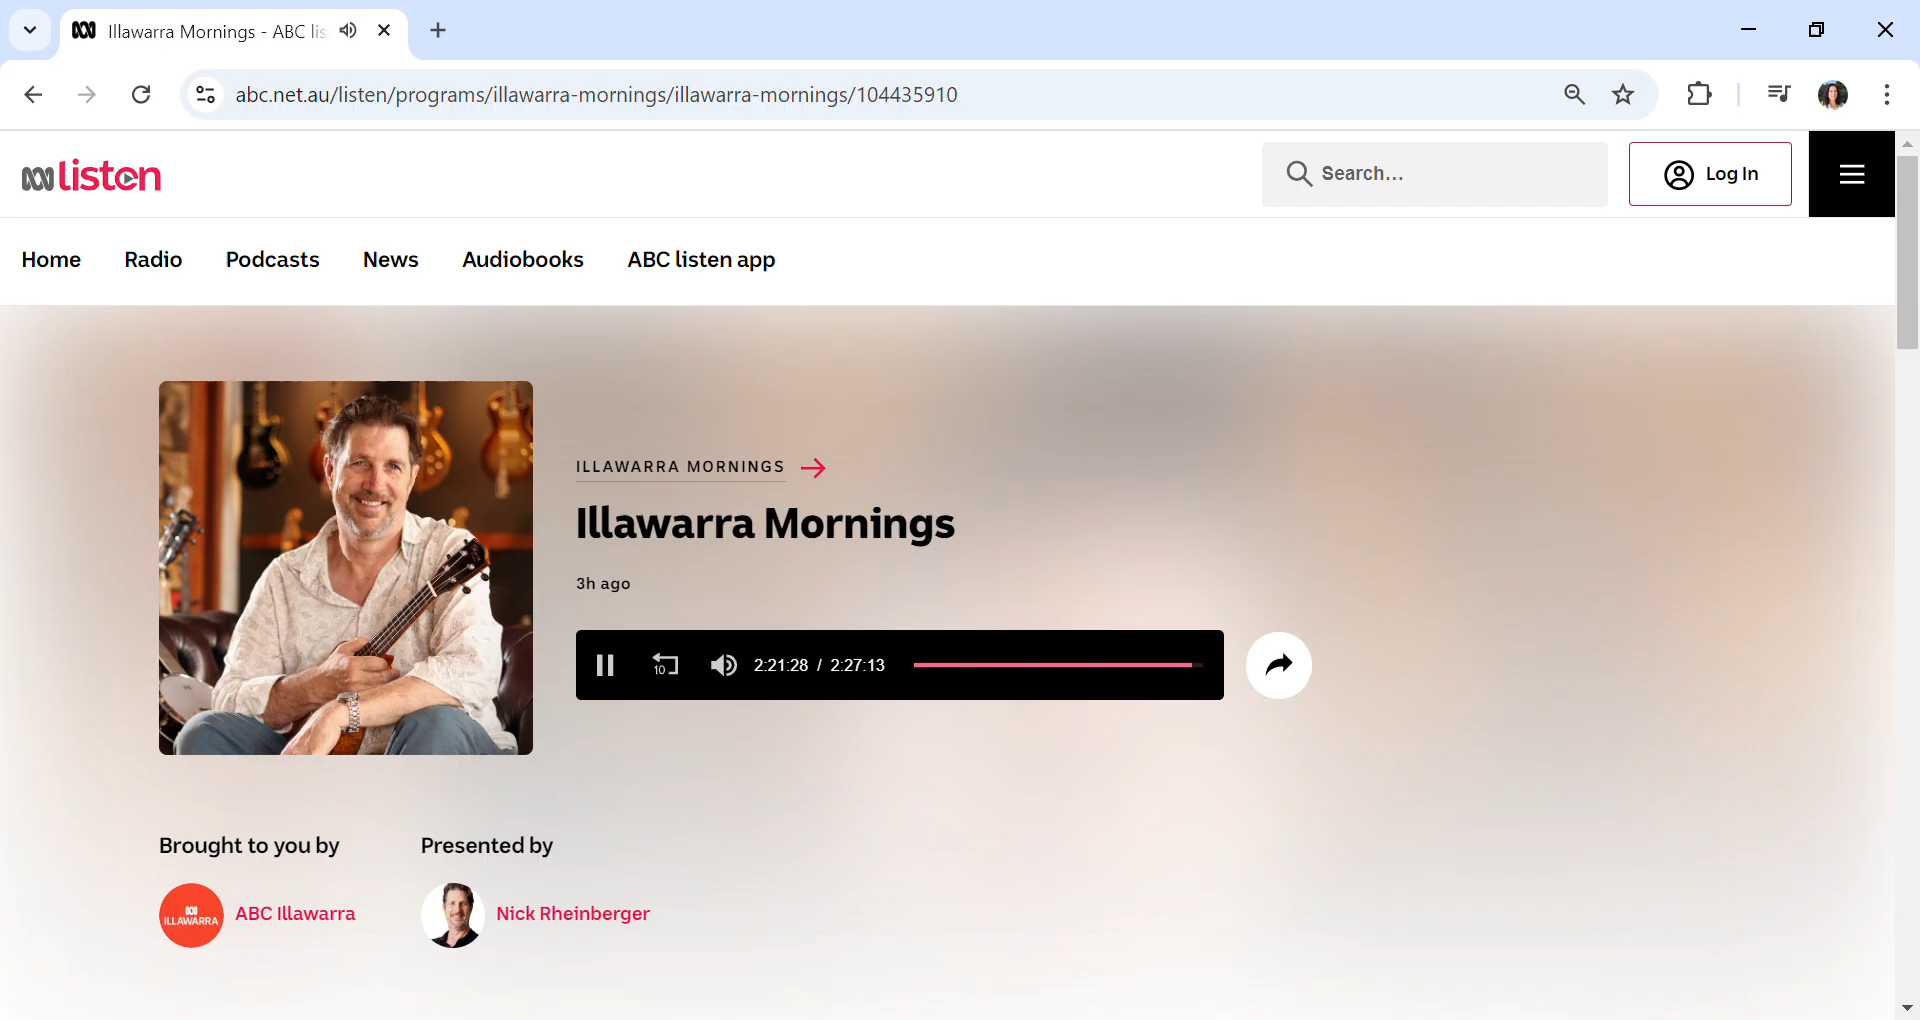 Illawarra Mornings - ABC lis
abc.net.au/listen/programs/illawarra-mornings/illawarra-mornings/104435910
listen
Search...
Log In
Home Radio Podcasts News Audiobooks ABC listen app
ILLAWARRA MORNINGS
Illawarra Mornings
3h ago
10 2:21:28 / 2:27:13
Brought to you by Presented by
ILLAWARRA
ABC Illawarra Nick Rheinberger